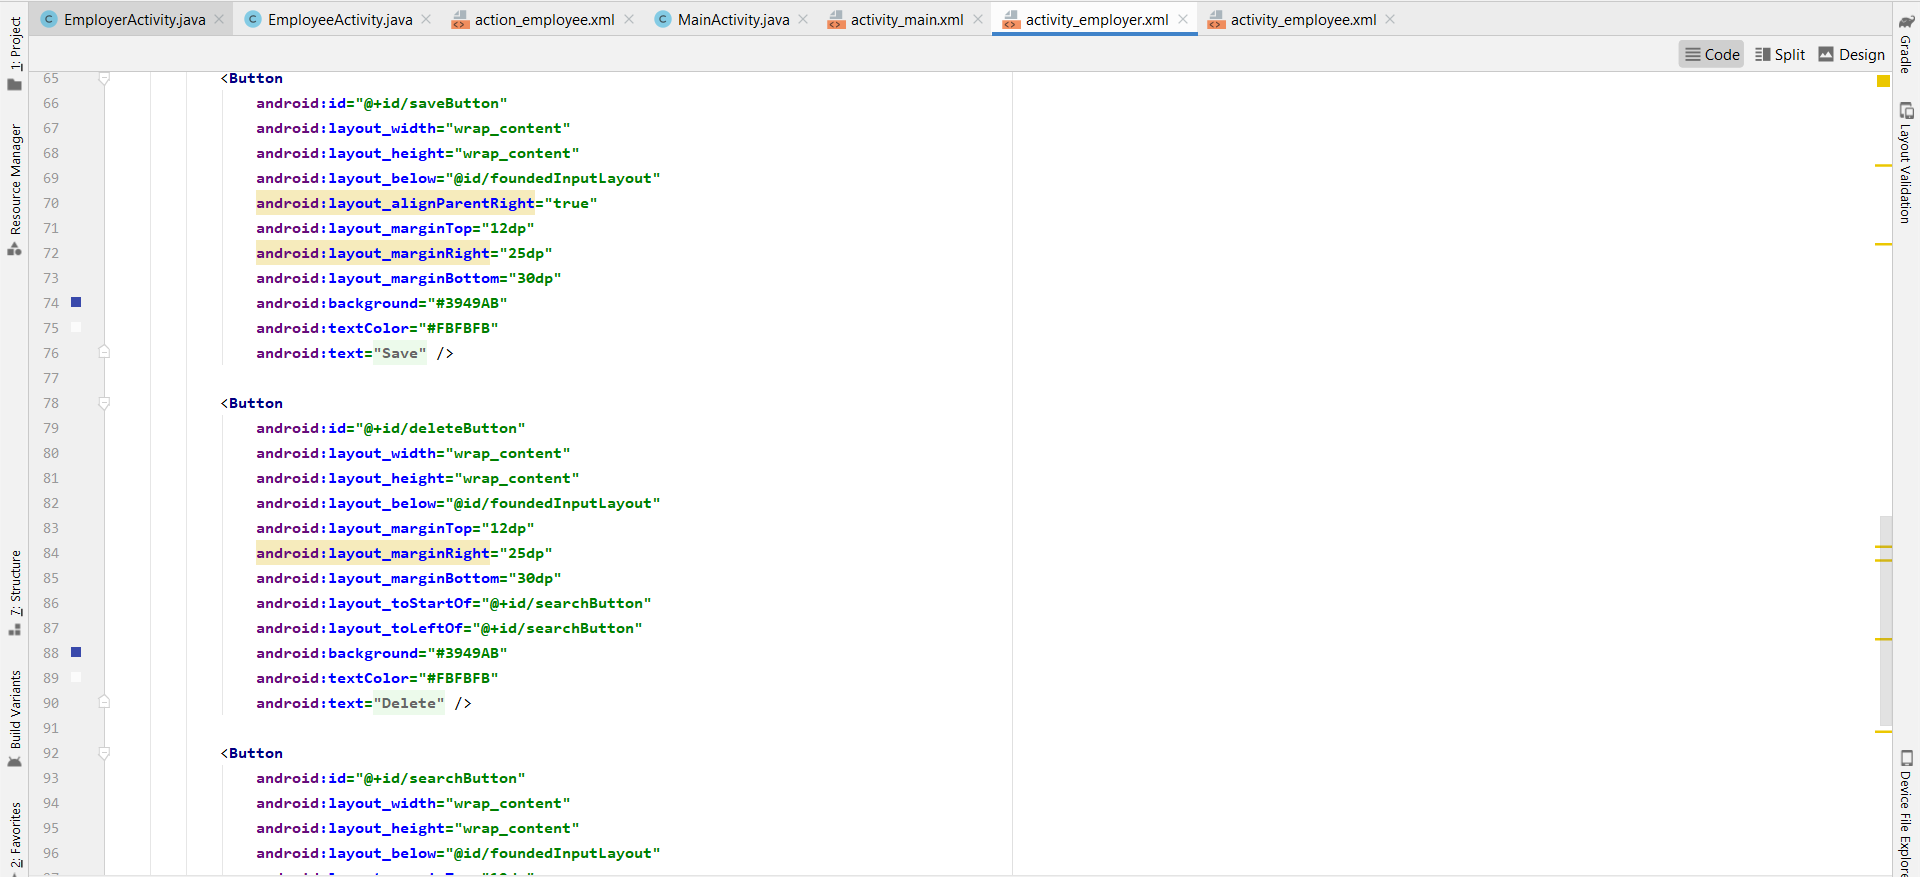 EmployerActivity.java EmployeeActivity.java action_employee.xml MainActivity.java activity_main.xml activity_employer.xml activity_employee.xml
Code Split Design
1: Project
Resource Manager
7: Structure
Build Variants
2: Favorites
65 <Button
66 android:id="@+id/saveButton"
67 android:layout_width="wrap_content"
68 android:layout_height="wrap_content"
69 android:layout_below="@id/foundedInputLayout"
70 android:layout_alignParentRight="true"
71 android:layout_marginTop="12dp"
72 android:layout_marginRight="25dp"
73 android:layout_marginBottom="30dp"
74 android:background="#3949AB"
75 android:textColor="#FBFBFB"
76 android:text="Save" />
77
78 <Button
79 android:id="@+id/deleteButton"
80 android:layout_width="wrap_content"
81 android:layout_height="wrap_content"
82 android:layout_below="@id/foundedInputLayout"
83 android:layout_marginTop="12dp"
84 android:layout_marginRight="25dp"
85 android:layout_marginBottom="30dp"
86 android:layout_toStartOf="@+id/searchButton"
87 android:layout_toLeftOf="@+id/searchButton"
88 android:background="#3949AB"
89 android:textColor="#FBFBFB"
90 android:text="Delete" />
91
92 <Button
93 android:id="@+id/searchButton"
94 android:layout_width="wrap_content"
95 android:layout_height="wrap_content"
96 android:layout_below="@id/foundedInputLayout"
Gradle
Layout Validation
Device File Explore